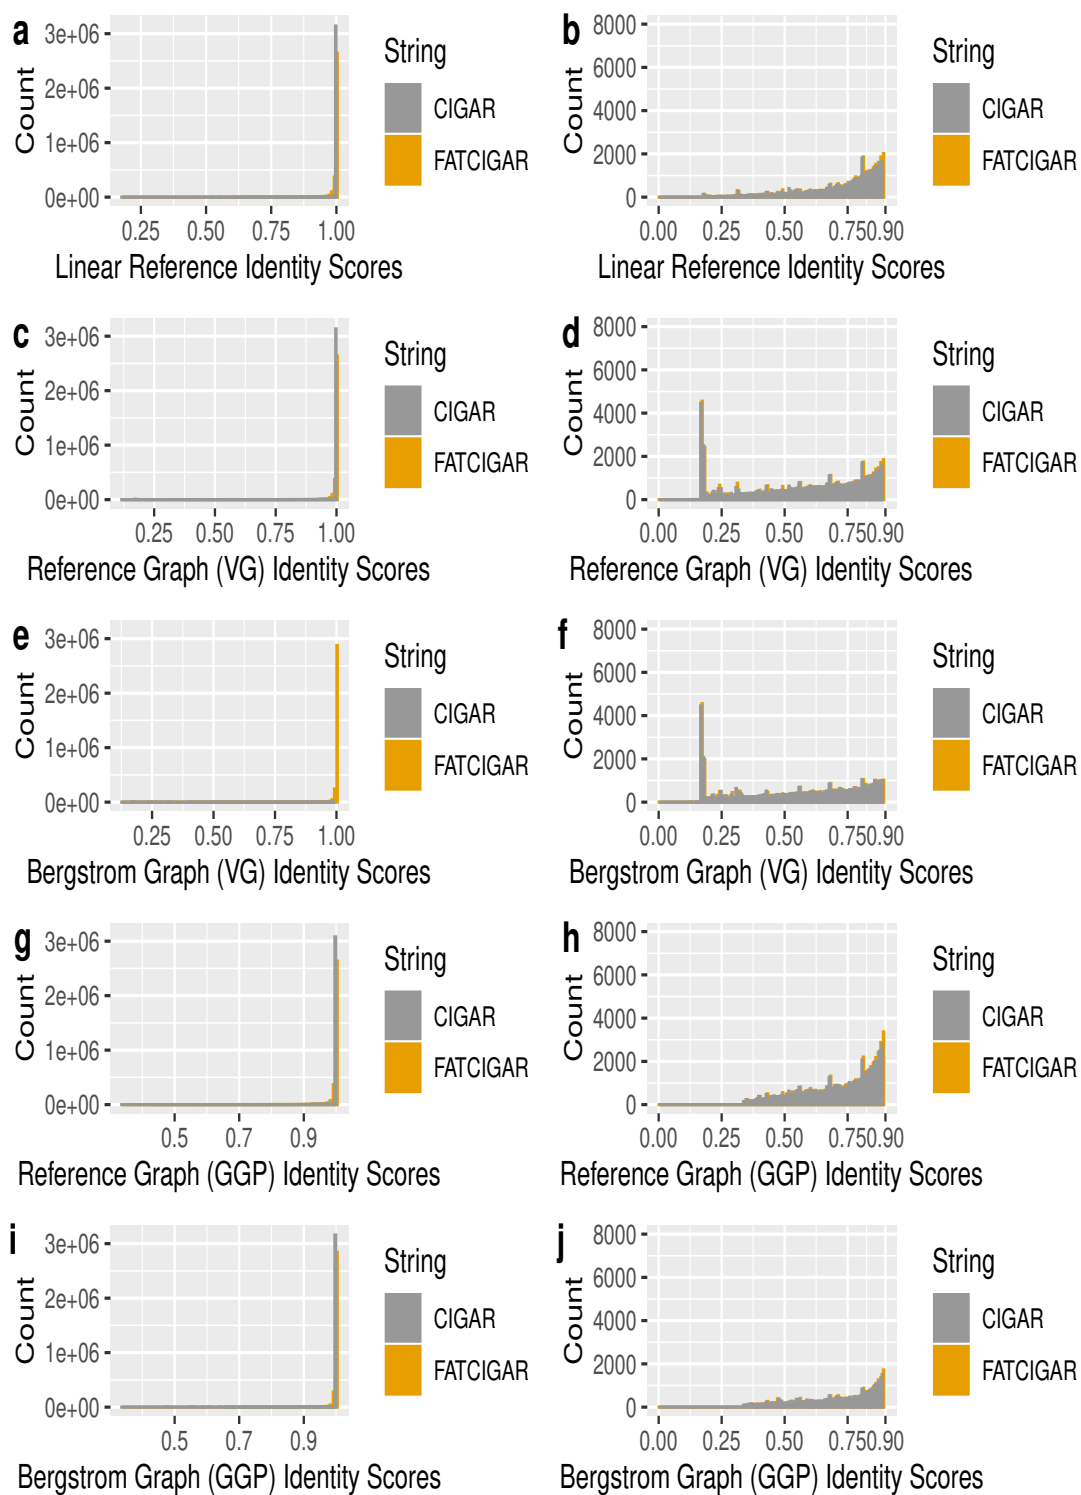 a
3e+06
2e+06
1e+06
0e+00
Count
0.25 0.50 0.75 1.00
Linear Reference Identity Scores
String
CIGAR
FATCIGAR
b
8000
6000
4000
2000
0
Count
0.00 0.25 0.50 0.75 0.90
Linear Reference Identity Scores
String
CIGAR
FATCIGAR
c
3e+06
2e+06
1e+06
0e+00
Count
0.25 0.50 0.75 1.00
Reference Graph (VG) Identity Scores
String
CIGAR
FATCIGAR
d
8000
6000
4000
2000
0
Count
0.00 0.25 0.50 0.75 0.90
Reference Graph (VG) Identity Scores
String
CIGAR
FATCIGAR
e
3e+06
2e+06
1e+06
0e+00
Count
0.25 0.50 0.75 1.00
Bergstrom Graph (VG) Identity Scores
String
CIGAR
FATCIGAR
f
8000
6000
4000
2000
0
Count
0.00 0.25 0.50 0.75 0.90
Bergstrom Graph (VG) Identity Scores
String
CIGAR
FATCIGAR
g
3e+06
2e+06
1e+06
0e+00
Count
0.5 0.7 0.9
Reference Graph (GGP) Identity Scores
String
CIGAR
FATCIGAR
h
8000
6000
4000
2000
0
Count
0.00 0.25 0.50 0.75 0.90
Reference Graph (GGP) Identity Scores
String
CIGAR
FATCIGAR
i
3e+06
2e+06
1e+06
0e+00
Count
0.5 0.7 0.9
Bergstrom Graph (GGP) Identity Scores
String
CIGAR
FATCIGAR
j
8000
6000
4000
2000
0
Count
0.00 0.25 0.50 0.75 0.90
Bergstrom Graph (GGP) Identity Scores
String
CIGAR
FATCIGAR